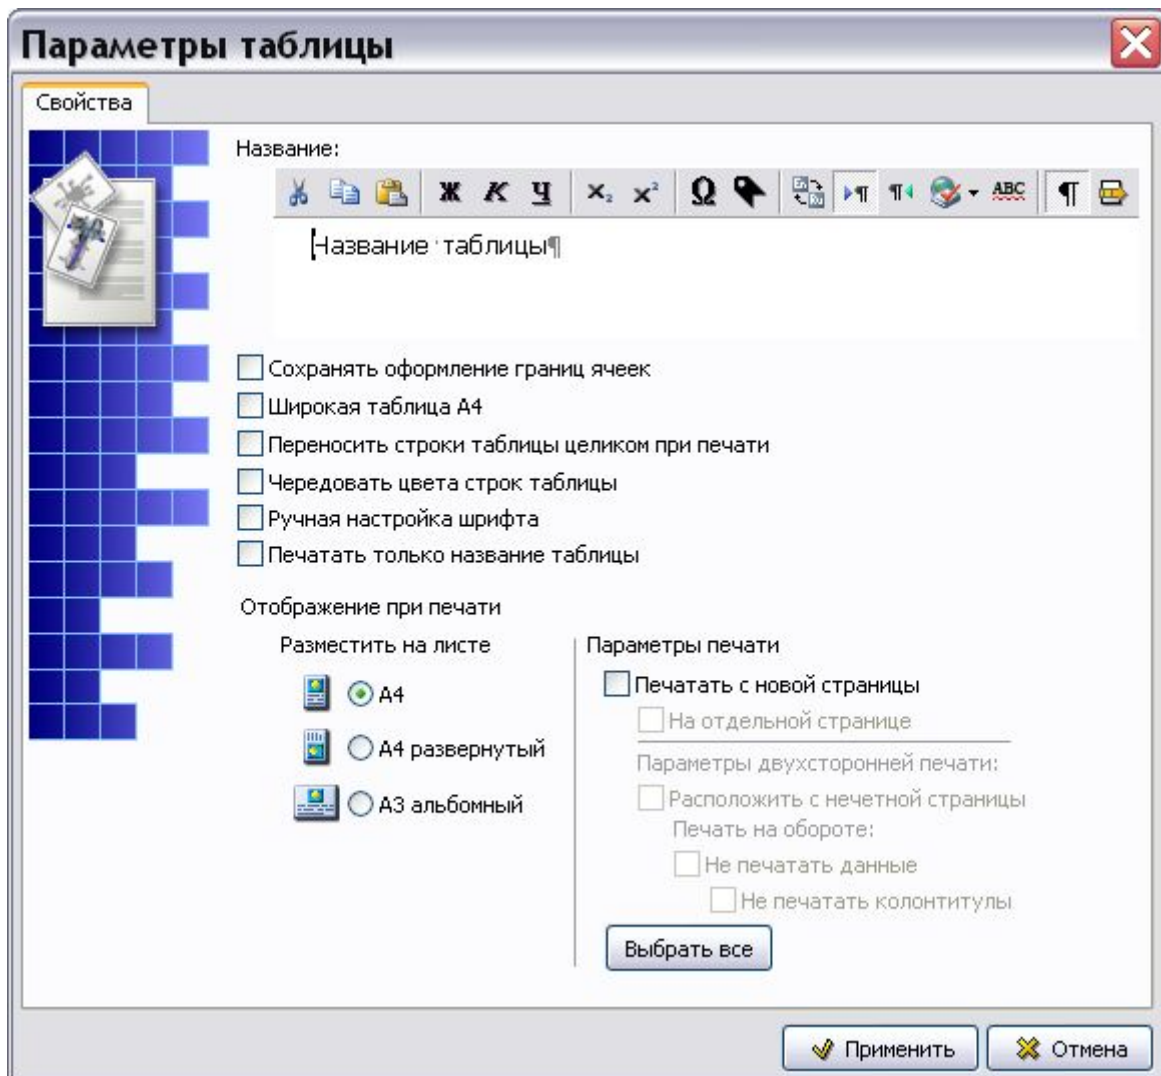 Параметры таблицы
Свойства
Название:
Ж К Ч x₂ x² Ω ¶ ¶ ABC ¶
Название таблицы¶
Сохранять оформление границ ячеек
Широкая таблица А4
Переносить строки таблицы целиком при печати
Чередовать цвета строк таблицы
Ручная настройка шрифта
Печатать только название таблицы
Отображение при печати
Разместить на листе
А4
А4 развернутый
А3 альбомный
Параметры печати
Печатать с новой страницы
На отдельной странице
Параметры двухсторонней печати:
Расположить с нечетной страницы
Печать на обороте:
Не печатать данные
Не печатать колонтитулы
Выбрать все
Применить
Отмена